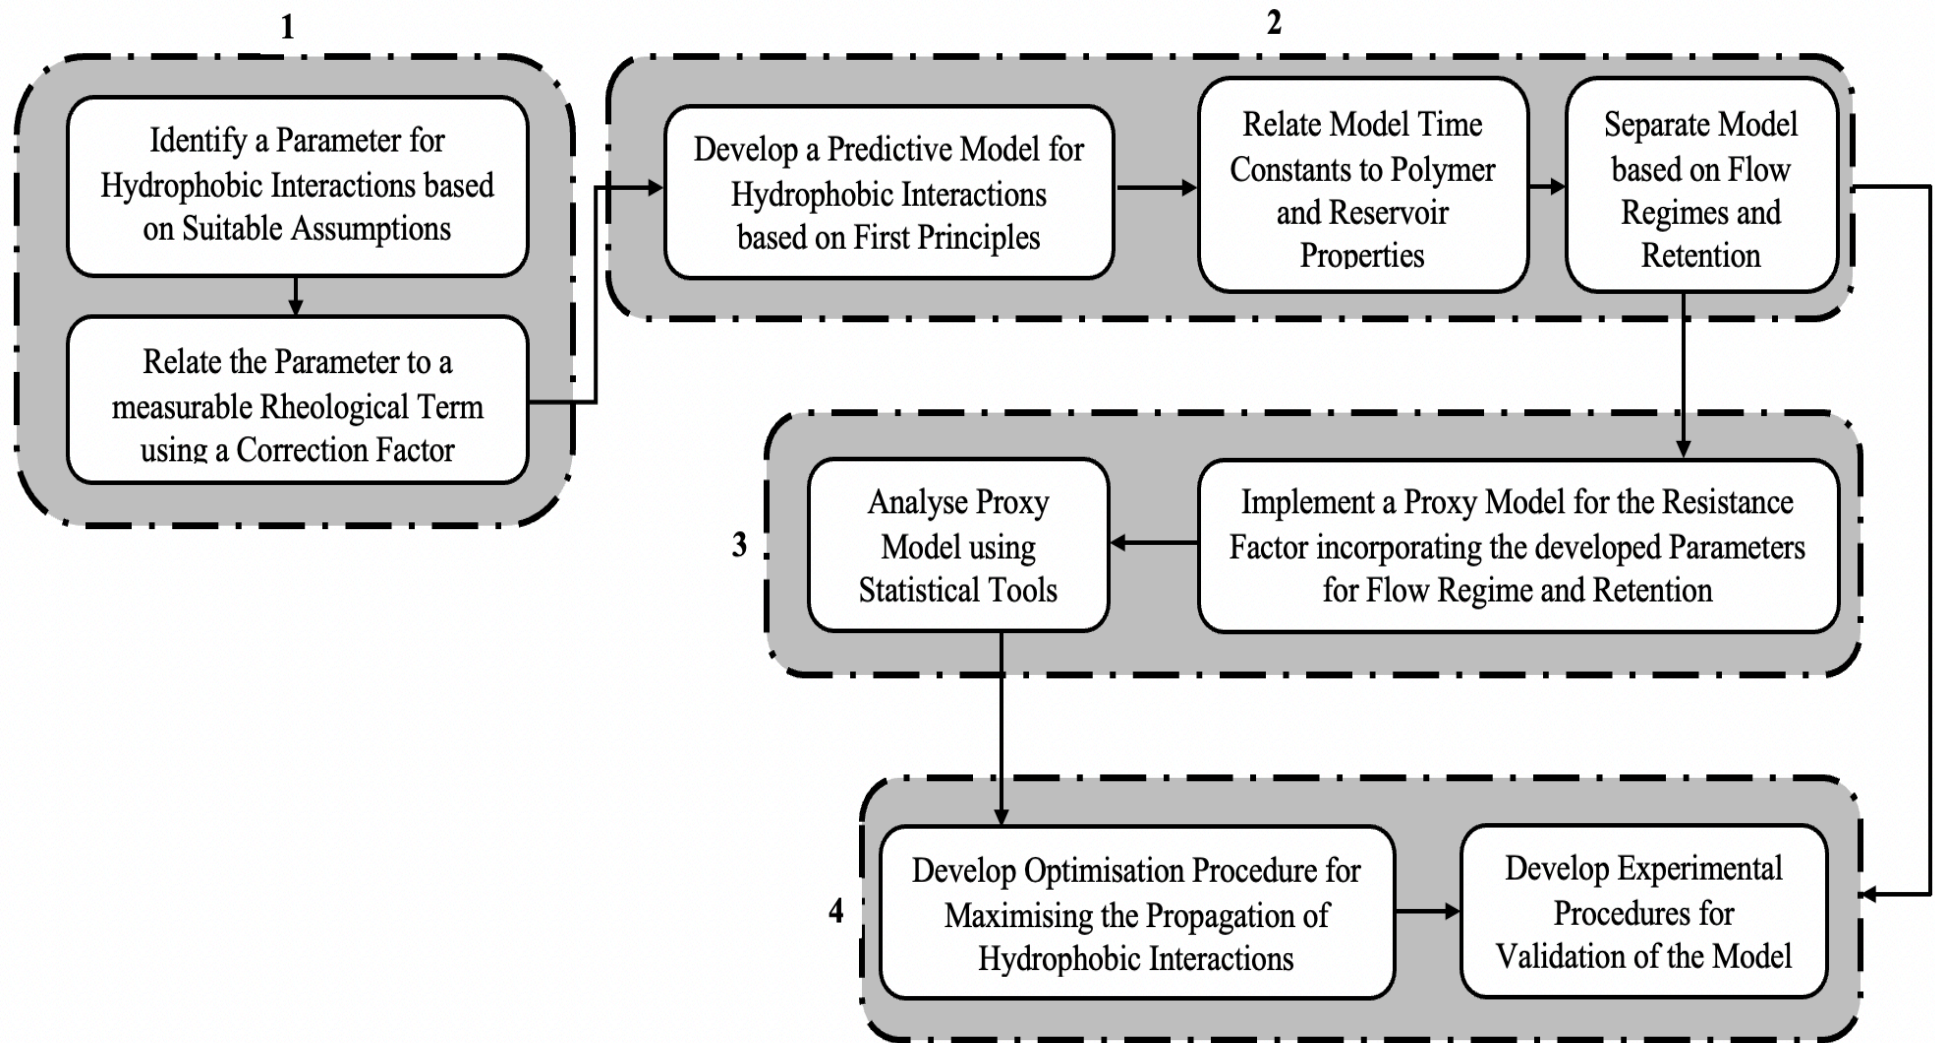 1
Identify a Parameter for
Hydrophobic Interactions based
on Suitable Assumptions
Relate the Parameter to a
measurable Rheological Term
using a Correction Factor
2
Develop a Predictive Model for
Hydrophobic Interactions
based on First Principles
Relate Model Time
Constants to Polymer
and Reservoir
Properties
Separate Model
based on Flow
Regimes and
Retention
3
Analyse Proxy
Model using
Statistical Tools
Implement a Proxy Model for the Resistance
Factor incorporating the developed Parameters
for Flow Regime and Retention
4
Develop Optimisation Procedure for
Maximising the Propagation of
Hydrophobic Interactions
Develop Experimental
Procedures for
Validation of the Model